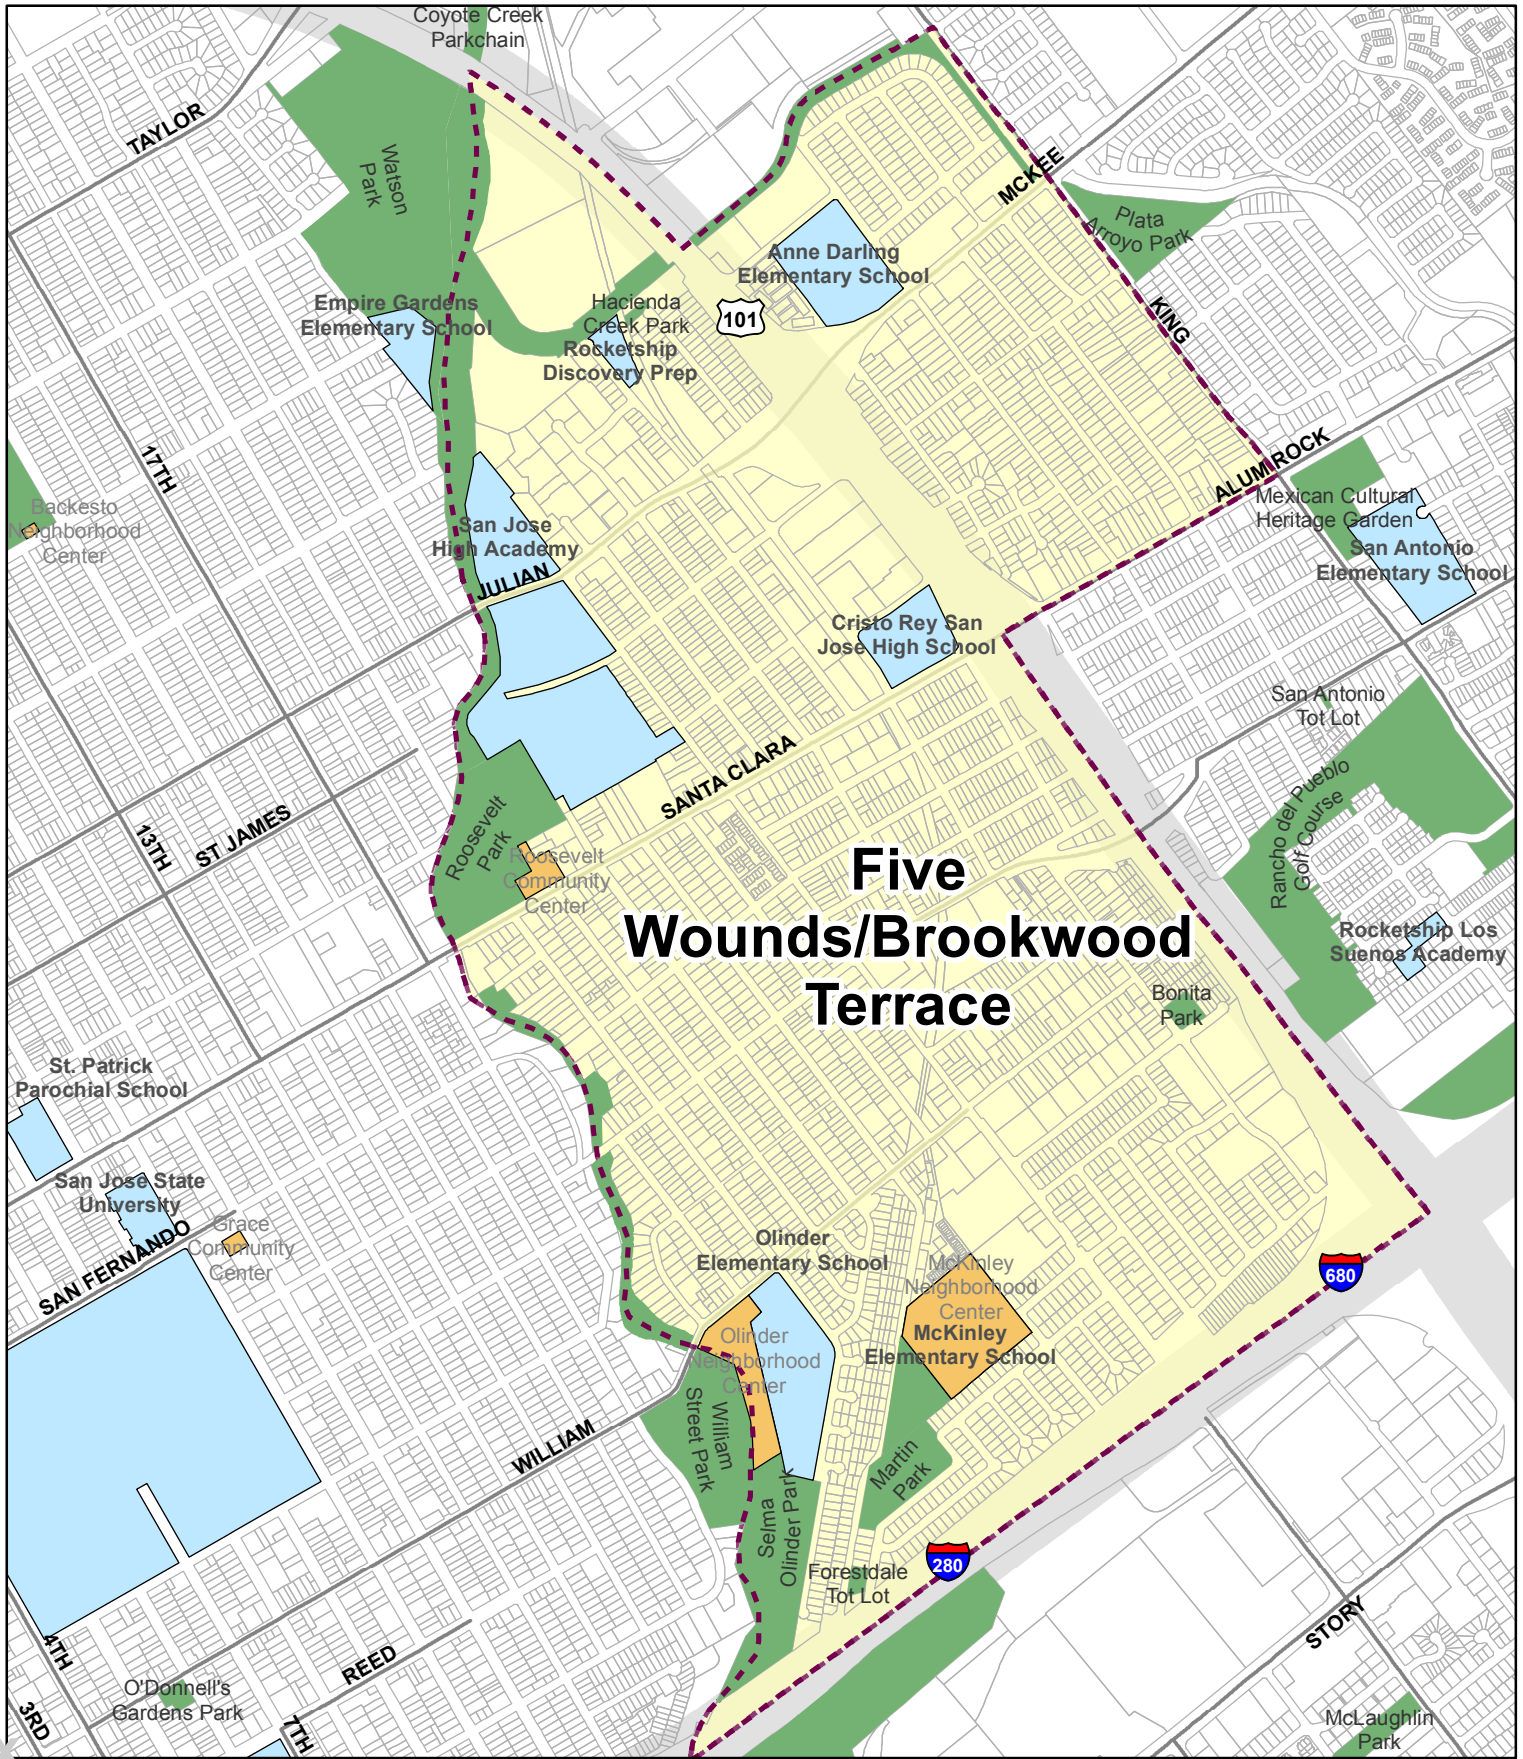 Coyote Creek
Parkchain
TAYLOR
Watson
Park
MCKEE
Plata
Arroyo Park
Anne Darling
Elementary School
Empire Gardens
Elementary School
Hacienda
Creek Park
101
KING
Rocketship
Discovery Prep
17TH
ALUM ROCK
Backesto
Neighborhood
Center
Mexican Cultural
Heritage Garden
San Jose
High Academy
San Antonio
Elementary School
JULIAN
Cristo Rey San
Jose High School
San Antonio
Tot Lot
SANTA CLARA
Rancho del Pueblo
Golf Course
13TH
ST JAMES
Roosevelt
Park
Roosevelt
Community
Center
Five
Wounds/Brookwood
Terrace
Rocketship Los
Suenos Academy
Bonita
Park
St. Patrick
Parochial School
San Jose State
University
Grace
Community
Center
SAN FERNANDO
Olinder
Elementary School
McKinley
Neighborhood
Center
680
Olinder
Neighborhood
Center
McKinley
Elementary School
William
Street Park
WILLIAM
Martin
Park
Selma
Olinder Park
280
Forestdale
Tot Lot
STORY
4TH
REED
O'Donnell's
Gardens Park
3RD
7TH
McLaughlin
Park